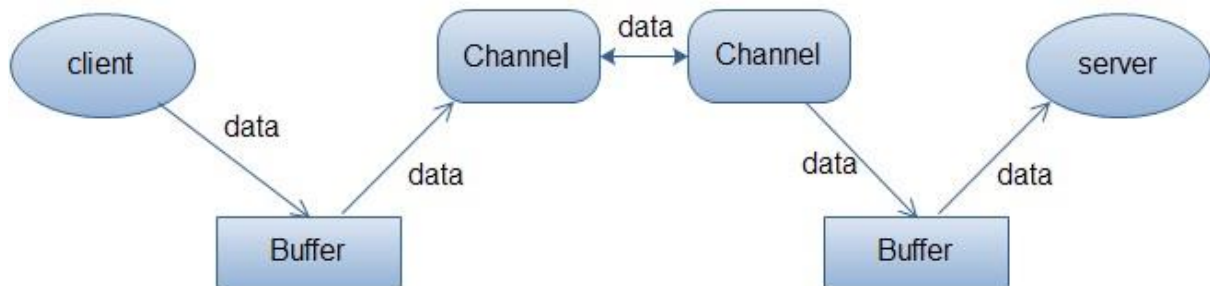 client
data
Buffer
data
Channel
data
Channel
data
Buffer
data
server